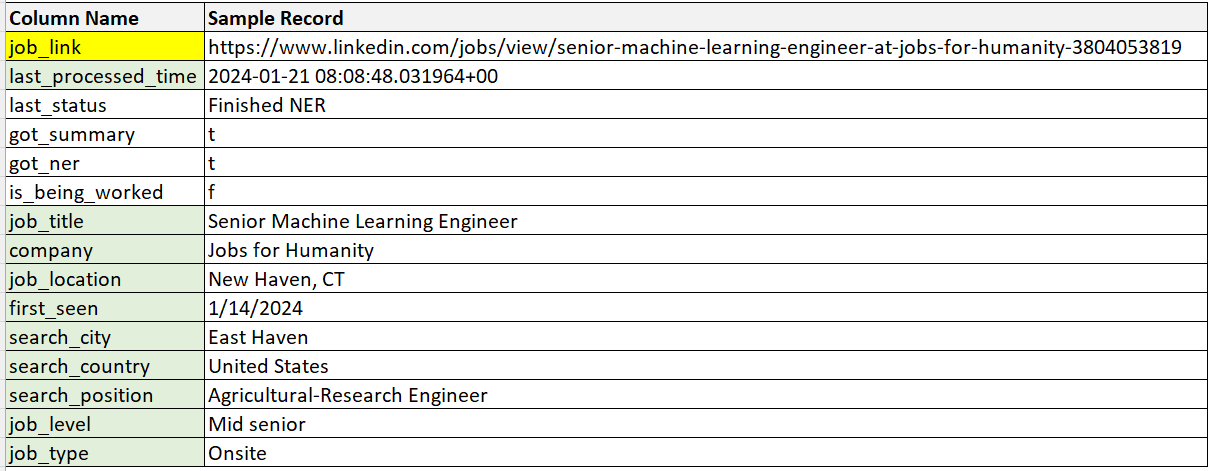 Column Name Sample Record
job_link https://www.linkedin.com/jobs/view/senior-machine-learning-engineer-at-jobs-for-humanity-3804053819
last_processed_time 2024-01-21 08:08:48.031964+00
last_status Finished NER
got_summary t
got_ner t
is_being_worked f
job_title Senior Machine Learning Engineer
company Jobs for Humanity
job_location New Haven, CT
first_seen 1/14/2024
search_city East Haven
search_country United States
search_position Agricultural-Research Engineer
job_level Mid senior
job_type Onsite